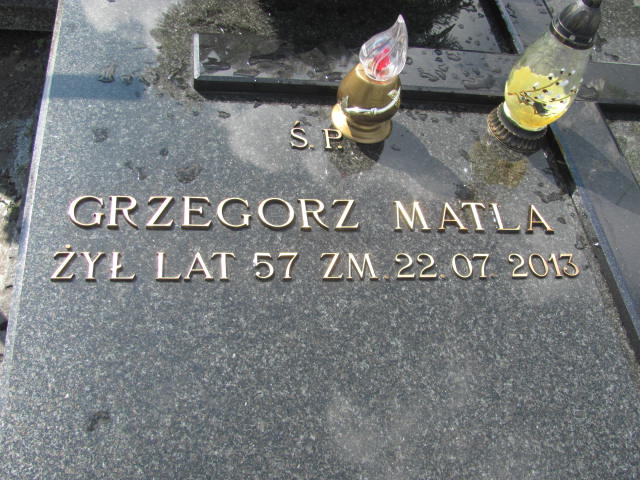 Ś. P.
GRZEGORZ MATLA
ŻYŁ LAT 57 ZM. 22. 07. 2013